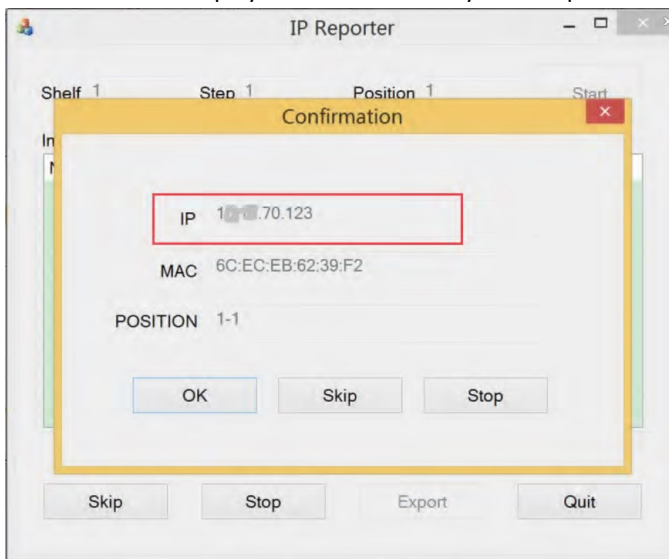 IP Reporter
Shelf 1 Step 1 Position 1 Start
Confirmation
In
IP .70.123
MAC 6C:EC:EB:62:39:F2
POSITION 1-1
OK Skip Stop
Skip Stop Export Quit